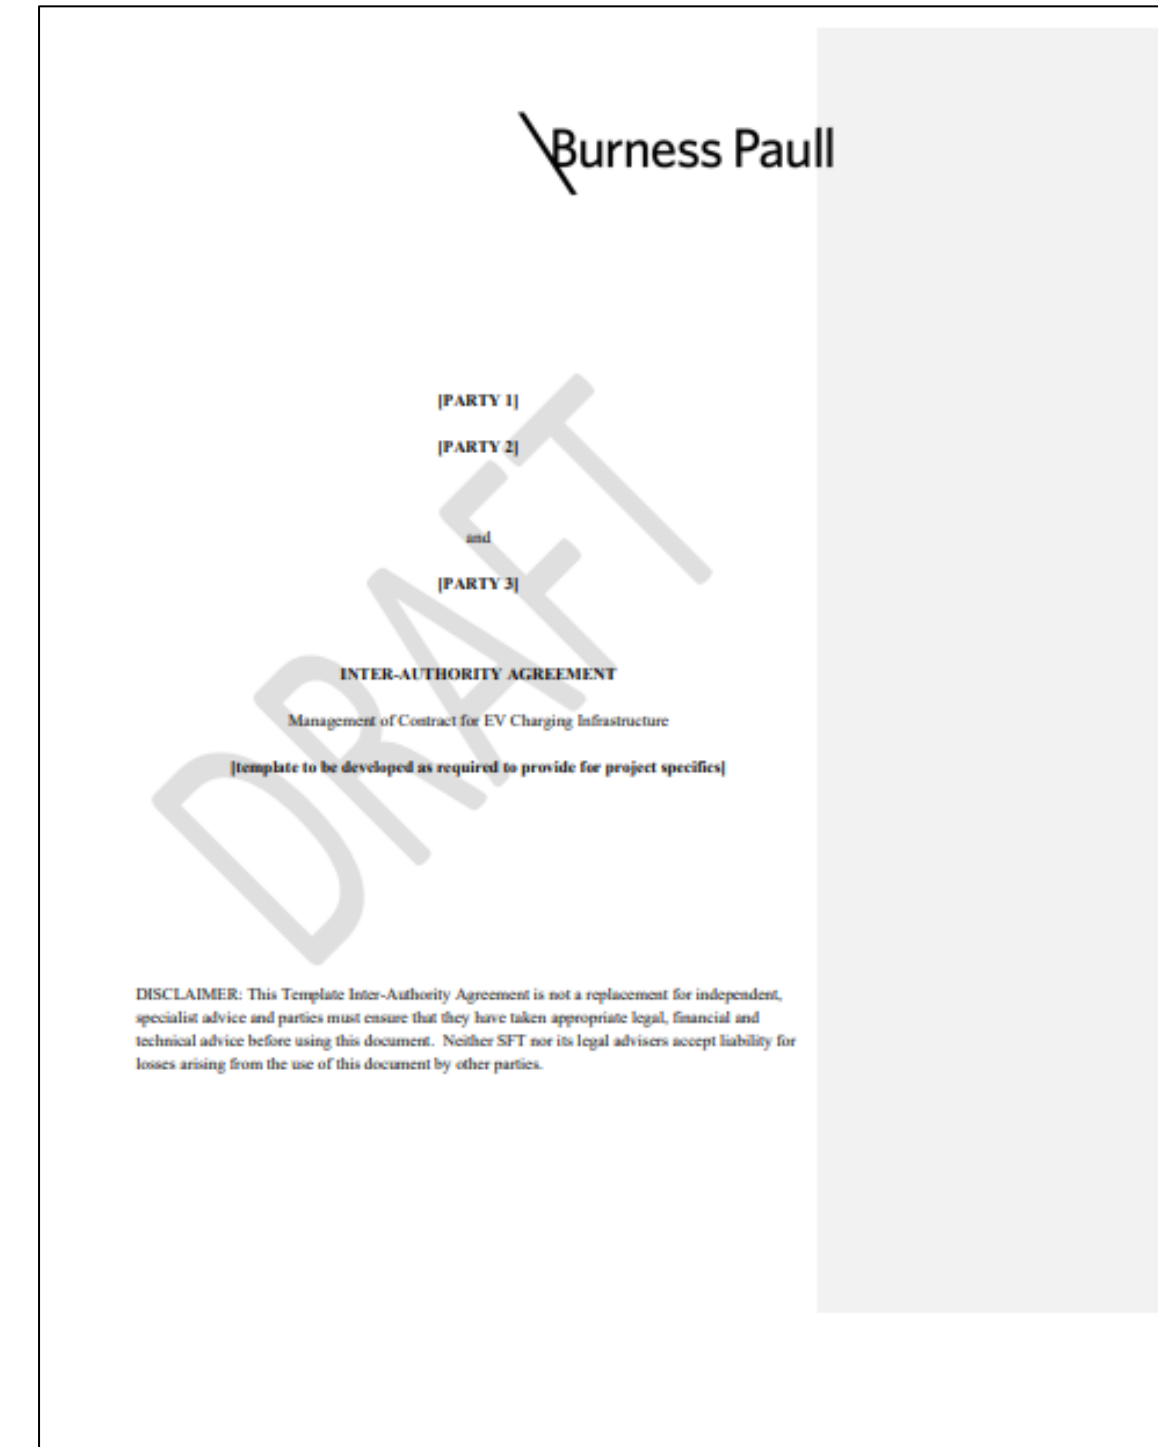 Burness Paull
[PARTY 1]
[PARTY 2]
and
[PARTY 3]
INTER-AUTHORITY AGREEMENT
Management of Contract for EV Charging Infrastructure
[template to be developed as required to provide for project specifics]
DRAFT
DISCLAIMER: This Template Inter-Authority Agreement is not a replacement for independent,
specialist advice and parties must ensure that they have taken appropriate legal, financial and
technical advice before using this document.  Neither SFT nor its legal advisers accept liability for
losses arising from the use of this document by other parties.